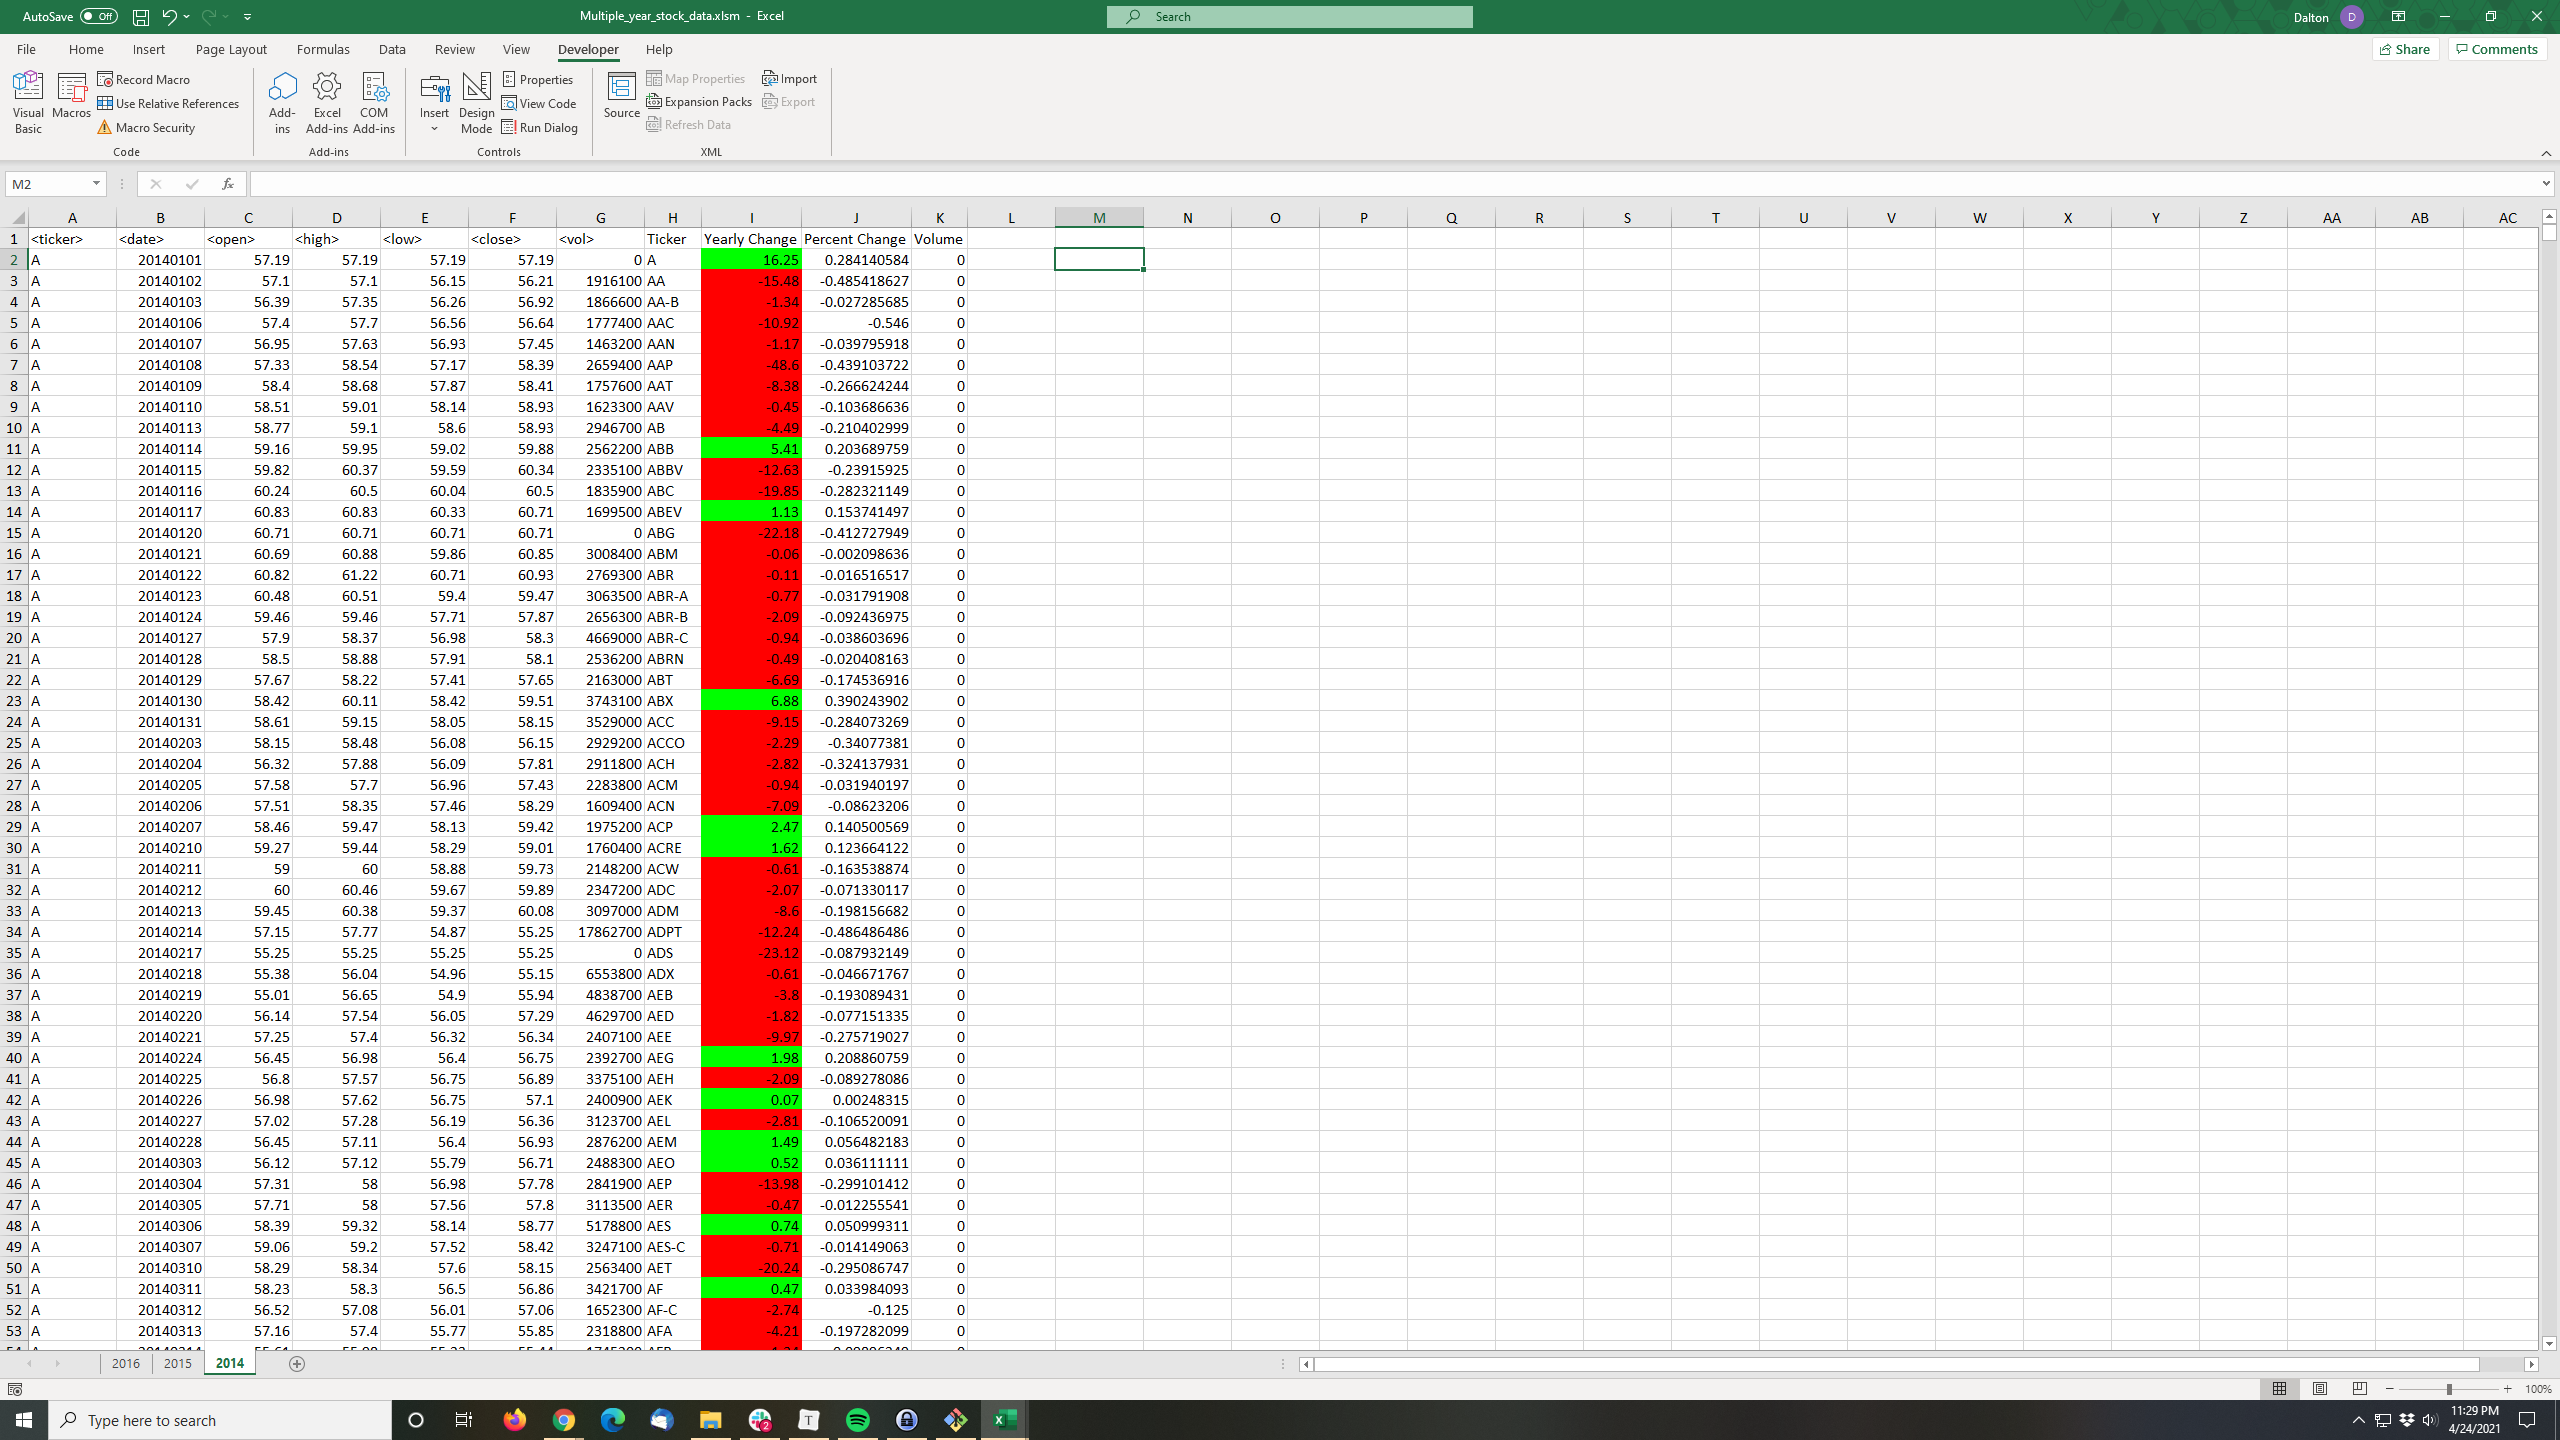 AutoSave Off Multiple_year_stock_data.xlsm - Excel Search Dalton D
File Home Insert Page Layout Formulas Data Review View Developer Help Share Comments
Visual Basic Macros Record Macro Use Relative References Macro Security Add-ins Excel Add-ins COM Add-ins Insert Design Mode Properties View Code Run Dialog Source Map Properties Expansion Packs Refresh Data Import Export
Code Add-ins Controls XML
M2 fx
A B C D E F G H I J K L M N O P Q R S T U V W X Y Z AA AB AC
1 <ticker> <date> <open> <high> <low> <close> <vol> Ticker Yearly Change Percent Change Volume
2 A 20140101 57.19 57.19 57.19 57.19 0 A 16.25 0.284140584 0
3 A 20140102 57.1 57.1 56.15 56.21 1916100 AA -15.48 -0.485418627 0
4 A 20140103 56.39 57.35 56.26 56.92 1866600 AA-B -1.34 -0.027285685 0
5 A 20140106 57.4 57.7 56.56 56.64 1777400 AAC -10.92 -0.546 0
6 A 20140107 56.95 57.63 56.93 57.45 1463200 AAN -1.17 -0.039795918 0
7 A 20140108 57.33 58.54 57.17 58.39 2659400 AAP -48.6 -0.439103722 0
8 A 20140109 58.4 58.68 57.87 58.41 1757600 AAT -8.38 -0.266624244 0
9 A 20140110 58.51 59.01 58.14 58.93 1623300 AAV -0.45 -0.103686636 0
10 A 20140113 58.77 59.1 58.6 58.93 2946700 AB -4.49 -0.210402999 0
11 A 20140114 59.16 59.95 59.02 59.88 2562200 ABB 5.41 0.203689759 0
12 A 20140115 59.82 60.37 59.59 60.34 2335100 ABBV -12.63 -0.23915925 0
13 A 20140116 60.24 60.5 60.04 60.5 1835900 ABC -19.85 -0.282321149 0
14 A 20140117 60.83 60.83 60.33 60.71 1699500 ABEV 1.13 0.153741497 0
15 A 20140120 60.71 60.71 60.71 60.71 0 ABG -22.18 -0.412727949 0
16 A 20140121 60.69 60.88 59.86 60.85 3008400 ABM -0.06 -0.002098636 0
17 A 20140122 60.82 61.22 60.71 60.93 2769300 ABR -0.11 -0.016516517 0
18 A 20140123 60.48 60.51 59.4 59.47 3063500 ABR-A -0.77 -0.031791908 0
19 A 20140124 59.46 59.46 57.71 57.87 2656300 ABR-B -2.09 -0.092436975 0
20 A 20140127 57.9 58.37 56.98 58.3 4669000 ABR-C -0.94 -0.038603696 0
21 A 20140128 58.5 58.88 57.91 58.1 2536200 ABRN -0.49 -0.020408163 0
22 A 20140129 57.67 58.22 57.41 57.65 2163000 ABT -6.69 -0.174536916 0
23 A 20140130 58.42 60.11 58.42 59.51 3743100 ABX 6.88 0.390243902 0
24 A 20140131 58.61 59.15 58.05 58.15 3529000 ACC -9.15 -0.284073269 0
25 A 20140203 58.15 58.48 56.08 56.15 2929200 ACCO -2.29 -0.34077381 0
26 A 20140204 56.32 57.88 56.09 57.81 2911800 ACH -2.82 -0.324137931 0
27 A 20140205 57.58 57.7 56.96 57.43 2283800 ACM -0.94 -0.031940197 0
28 A 20140206 57.51 58.35 57.46 58.29 1609400 ACN -7.09 -0.08623206 0
29 A 20140207 58.46 59.47 58.13 59.42 1975200 ACP 2.47 0.140500569 0
30 A 20140210 59.27 59.44 58.29 59.01 1760400 ACRE 1.62 0.123664122 0
31 A 20140211 59 60 58.88 59.73 2148200 ACW -0.61 -0.163538874 0
32 A 20140212 60 60.46 59.67 59.89 2347200 ADC -2.07 -0.071330117 0
33 A 20140213 59.45 60.38 59.37 60.08 3097000 ADM -8.6 -0.198156682 0
34 A 20140214 57.15 57.77 54.87 55.25 17862700 ADPT -12.24 -0.486486486 0
35 A 20140217 55.25 55.25 55.25 55.25 0 ADS -23.12 -0.087932149 0
36 A 20140218 55.38 56.04 54.96 55.15 6553800 ADX -0.61 -0.046671767 0
37 A 20140219 55.01 56.65 54.9 55.94 4838700 AEB -3.8 -0.193089431 0
38 A 20140220 56.14 57.54 56.05 57.29 4629700 AED -1.82 -0.077151335 0
39 A 20140221 57.25 57.4 56.32 56.34 2407100 AEE -9.97 -0.275719027 0
40 A 20140224 56.45 56.98 56.4 56.75 2392700 AEG 1.98 0.208860759 0
41 A 20140225 56.8 57.57 56.75 56.89 3375100 AEH -2.09 -0.089278086 0
42 A 20140226 56.98 57.62 56.75 57.1 2400900 AEK 0.07 0.00248315 0
43 A 20140227 57.02 57.28 56.19 56.36 3123700 AEL -2.81 -0.106520091 0
44 A 20140228 56.45 57.11 56.4 56.93 2876200 AEM 1.49 0.056482183 0
45 A 20140303 56.12 57.12 55.79 56.71 2488300 AEO 0.52 0.036111111 0
46 A 20140304 57.31 58 56.98 57.78 2841900 AEP -13.98 -0.299101412 0
47 A 20140305 57.71 58 57.56 57.8 3113500 AER -0.47 -0.012255541 0
48 A 20140306 58.39 59.32 58.14 58.77 5178800 AES 0.74 0.050999311 0
49 A 20140307 59.06 59.2 57.52 58.42 3247100 AES-C -0.71 -0.014149063 0
50 A 20140310 58.29 58.34 57.6 58.15 2563400 AET -20.24 -0.295086747 0
51 A 20140311 58.23 58.3 56.5 56.86 3421700 AF 0.47 0.033984093 0
52 A 20140312 56.52 57.08 56.01 57.06 1652300 AF-C -2.74 -0.125 0
53 A 20140313 57.16 57.4 55.77 55.85 2318800 AFA -4.21 -0.197282099 0
2016 2015 2014
100%
Type here to search 2 T 11:29 PM
4/24/2021